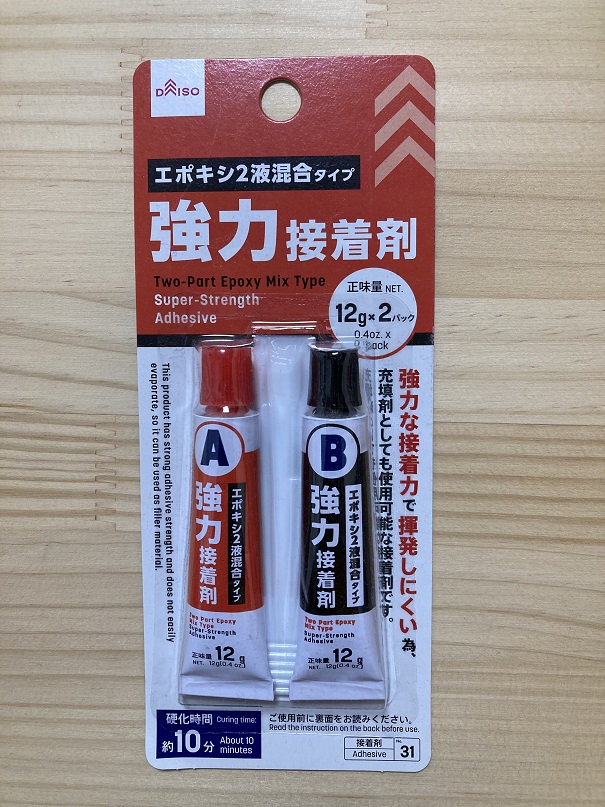 DAISO
エポキシ2液混合タイプ
強力接着剤
Two-Part Epoxy Mix Type
Super-Strength
Adhesive
正味量 NET.
12g×2パック
0.4oz. x
pack
強力な接着力で揮発しにくい為、
充填剤としても使用可能な接着剤です。
This product has strong adhesive strength and does not easily
evaporate, so it can be used as filler material.
A
エポキシ2液混合タイプ
強力接着剤
Two Part Epoxy
Mix Type
Super-Strength
Adhesive
正味量 12g
NET. 12g(0.4 oz.)
B
エポキシ2液混合タイプ
強力接着剤
Two Part Epoxy
Mix Type
Super-Strength
Adhesive
正味量 12g
NET. 12g(0.4 oz.)
硬化時間 Curing time:
約10分 About 10
minutes
ご使用前に裏面をお読みください。
Read the instruction on the back before use.
接着剤
Adhesive
No.
31